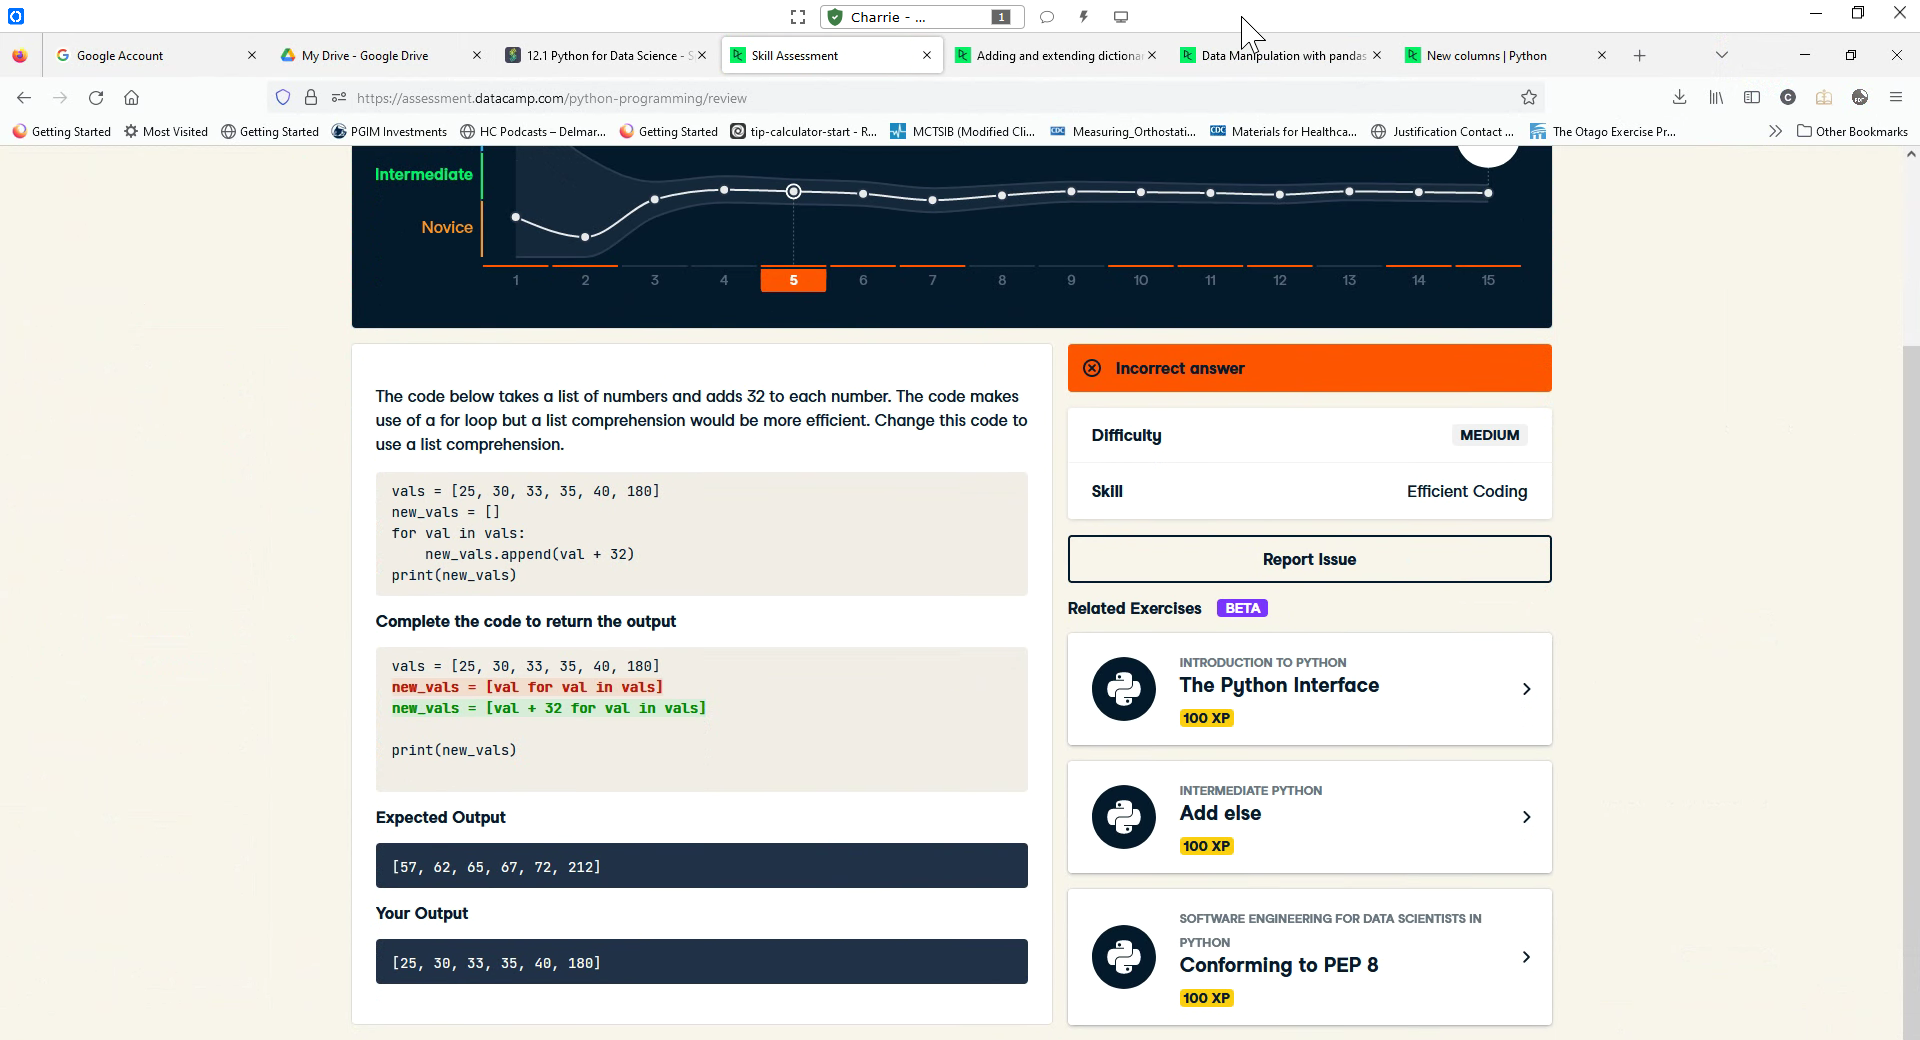 Charrie - ... 1
Google Account
My Drive - Google Drive
12.1 Python for Data Science - S
Skill Assessment
Adding and extending dictionar
Data Manipulation with pandas
New columns | Python
https://assessment.datacamp.com/python-programming/review
Getting Started
Most Visited
Getting Started
PGIM Investments
HC Podcasts – Delmar...
Getting Started
tip-calculator-start - R...
MCTSIB (Modified Cli...
CDC Measuring_Orthostati...
CDC Materials for Healthca...
Justification Contact ...
The Otago Exercise Pr...
Other Bookmarks
Intermediate
Novice
1 2 3 4 5 6 7 8 9 10 11 12 13 14 15
The code below takes a list of numbers and adds 32 to each number. The code makes
use of a for loop but a list comprehension would be more efficient. Change this code to
use a list comprehension.
vals = [25, 30, 33, 35, 40, 180]
new_vals = []
for val in vals:
    new_vals.append(val + 32)
print(new_vals)
Complete the code to return the output
vals = [25, 30, 33, 35, 40, 180]
new_vals = [val for val in vals]
new_vals = [val + 32 for val in vals]
print(new_vals)
Expected Output
[57, 62, 65, 67, 72, 212]
Your Output
[25, 30, 33, 35, 40, 180]
Incorrect answer
Difficulty MEDIUM
Skill Efficient Coding
Report Issue
Related Exercises BETA
INTRODUCTION TO PYTHON
The Python Interface
100 XP
INTERMEDIATE PYTHON
Add else
100 XP
SOFTWARE ENGINEERING FOR DATA SCIENTISTS IN
PYTHON
Conforming to PEP 8
100 XP